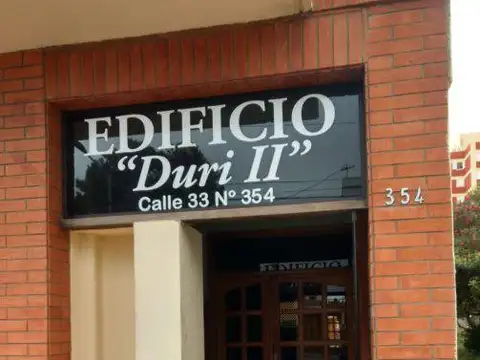 EDIFICIO
"Duri II"
Calle 33 N° 354
354
EDIFICIO